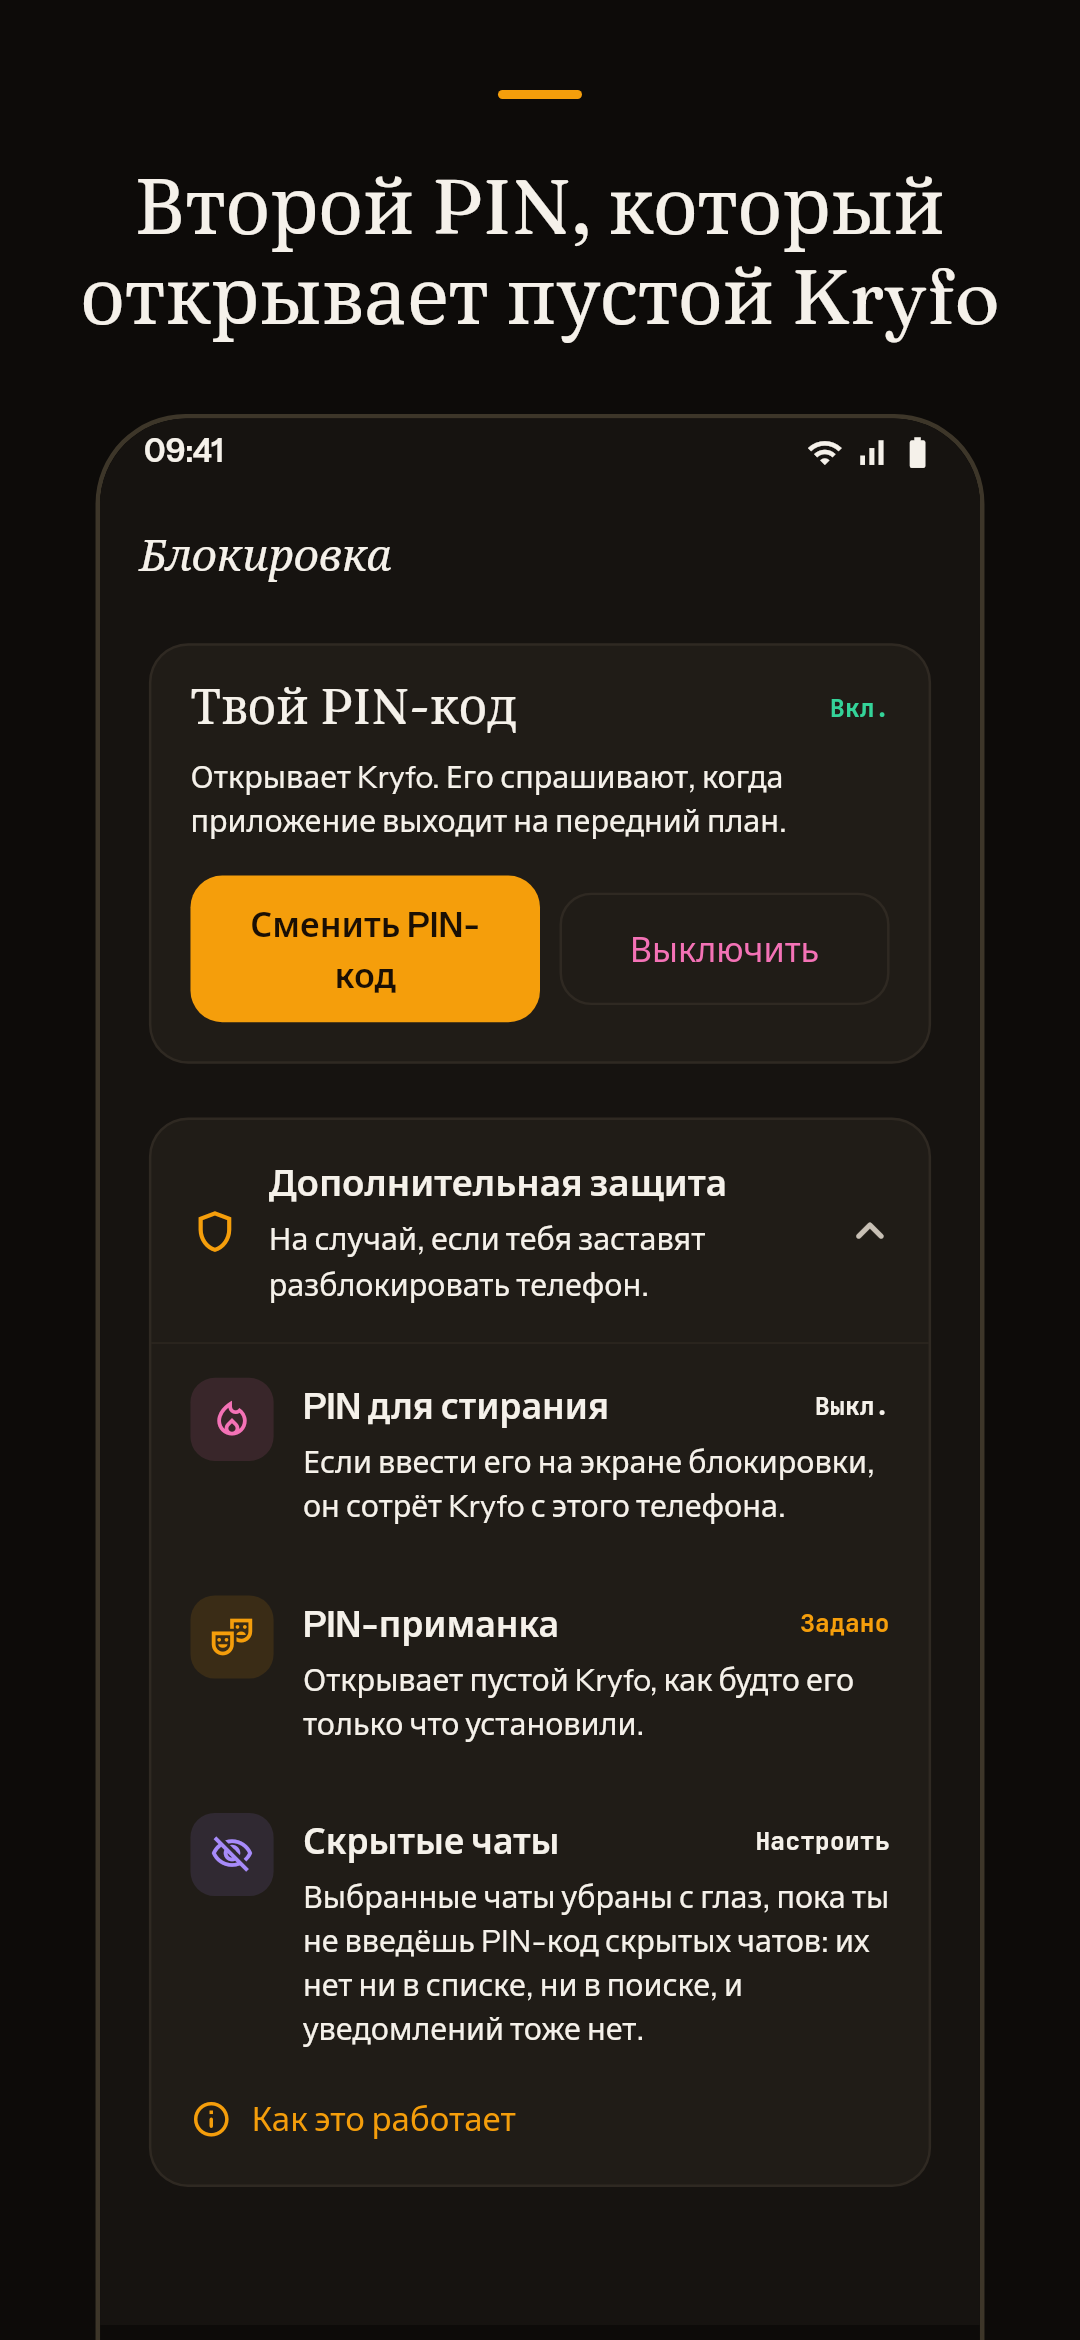 Второй PIN, который
открывает пустой Kryfo
09:41
Блокировка
Твой PIN-код
Вкл.
Открывает Kryfo. Его спрашивают, когда
приложение выходит на передний план.
Сменить PIN-
код
Выключить
Дополнительная защита
На случай, если тебя заставят
разблокировать телефон.
PIN для стирания
Выкл.
Если ввести его на экране блокировки,
он сотрёт Kryfo с этого телефона.
PIN-приманка
Задано
Открывает пустой Kryfo, как будто его
только что установили.
Скрытые чаты
Настроить
Выбранные чаты убраны с глаз, пока ты
не введёшь PIN-код скрытых чатов: их
нет ни в списке, ни в поиске, и
уведомлений тоже нет.
Как это работает